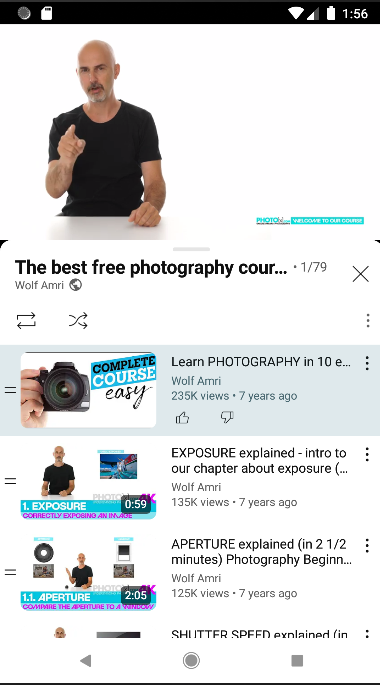 1:56
WELCOME TO OUR COURSE
The best free photography cour... • 1/79
Wolf Amri
COMPLETE
COURSE
easy
Learn PHOTOGRAPHY in 10 e...
Wolf Amri
235K views • 7 years ago
1. EXPOSURE
CORRECTLY EXPOSING AN IMAGE
0:59
EXPOSURE explained - intro to
our chapter about exposure (...
Wolf Amri
135K views • 7 years ago
1.1. APERTURE
COMPARE THE APERTURE TO A WINDOW
2:05
APERTURE explained (in 2 1/2
minutes) Photography Beginn...
Wolf Amri
125K views • 7 years ago
SHUTTER SPEED explained (in